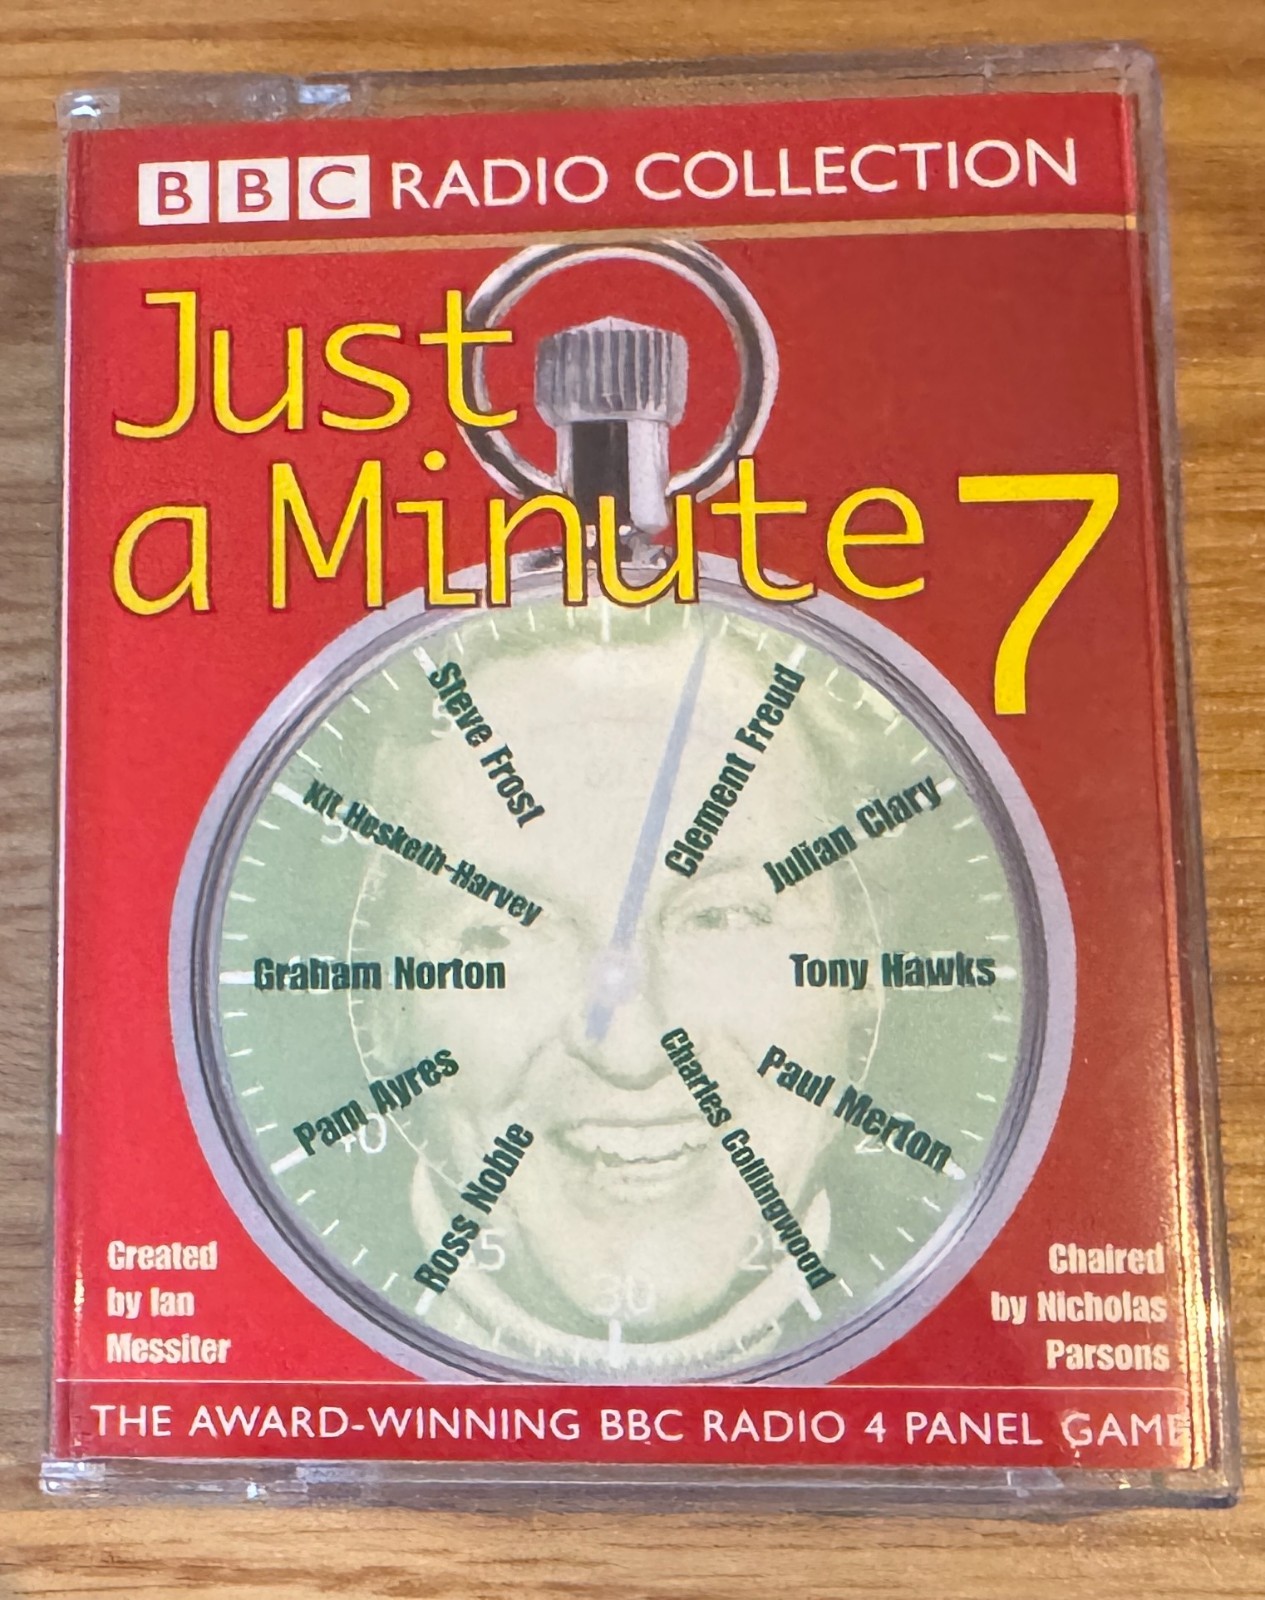 BBC RADIO COLLECTION
Just
a Minute 7
Steve Frost
Clement Freud
Kit Hesketh-Harvey
Julian Clary
Graham Norton
Tony Hawks
Pam Ayres
Paul Merton
Ross Noble
Charles Collingwood
30
Created
by Ian
Messiter
Chaired
by Nicholas
Parsons
THE AWARD-WINNING BBC RADIO 4 PANEL GAME